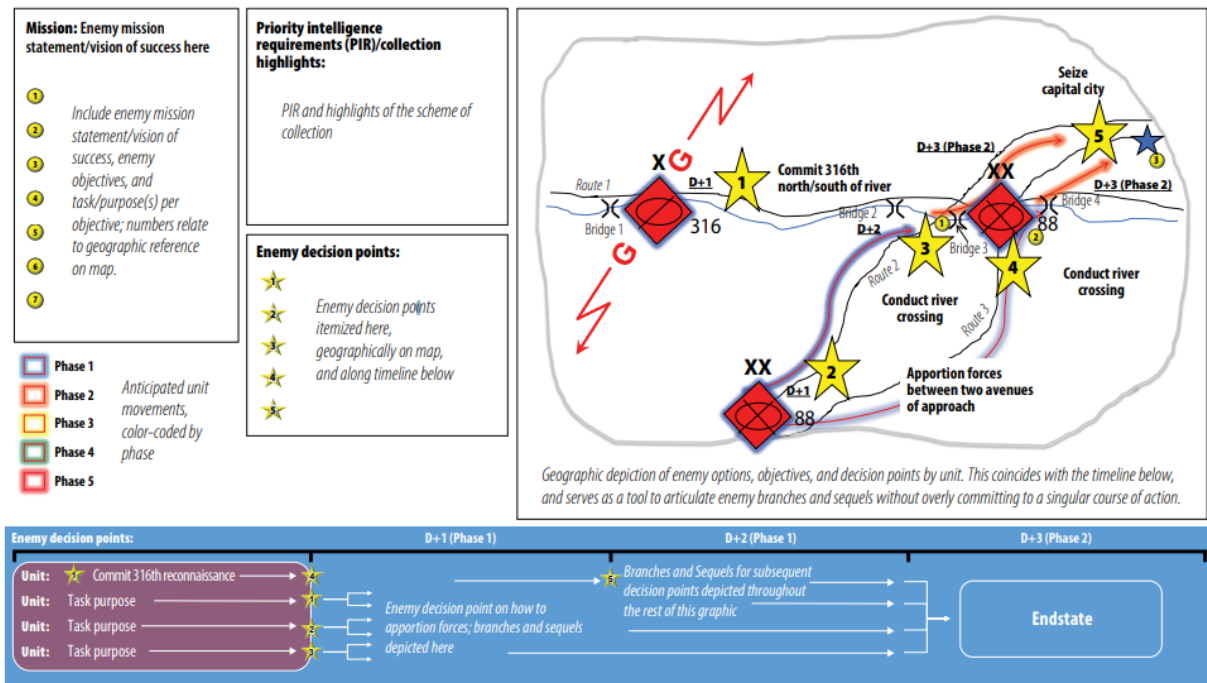 Mission: Enemy mission
statement/vision of success here
1
2
3
4
5
6
7
Include enemy mission
statement/vision of
success, enemy
objectives, and
task/purpose(s) per
objective; numbers relate
to geographic reference
on map.
Priority intelligence
requirements (PIR)/collection
highlights:
PIR and highlights of the scheme of
collection
Enemy decision points:
1
2
3
4
5
Enemy decision points
itemized here,
geographically on map,
and along timeline below
Phase 1
Phase 2
Phase 3
Phase 4
Phase 5
Anticipated unit
movements,
color-coded by
phase
Seize
capital city
5
3
D+3 (Phase 2)
X
G
D+1
1
Commit 316th
north/south of river
XX
D+3 (Phase 2)
Route 1
Bridge 1
316
Bridge 2
D+2
1
Bridge 3
88
2
Bridge 4
G
3
4
Route 2
Conduct river
crossing
Route 3
Conduct river
crossing
XX
2
D+1
88
Apportion forces
between two avenues
of approach
Geographic depiction of enemy options, objectives, and decision points by unit. This coincides with the timeline below,
and serves as a tool to articulate enemy branches and sequels without overly committing to a singular course of action.
Enemy decision points:
D+1 (Phase 1)
D+2 (Phase 1)
D+3 (Phase 2)
Unit: Commit 316th reconnaissance
4
5
Unit: Task purpose
1
Unit: Task purpose
2
Unit: Task purpose
3
Enemy decision point on how to
apportion forces; branches and sequels
depicted here
Branches and Sequels for subsequent
decision points depicted throughout
the rest of this graphic
Endstate